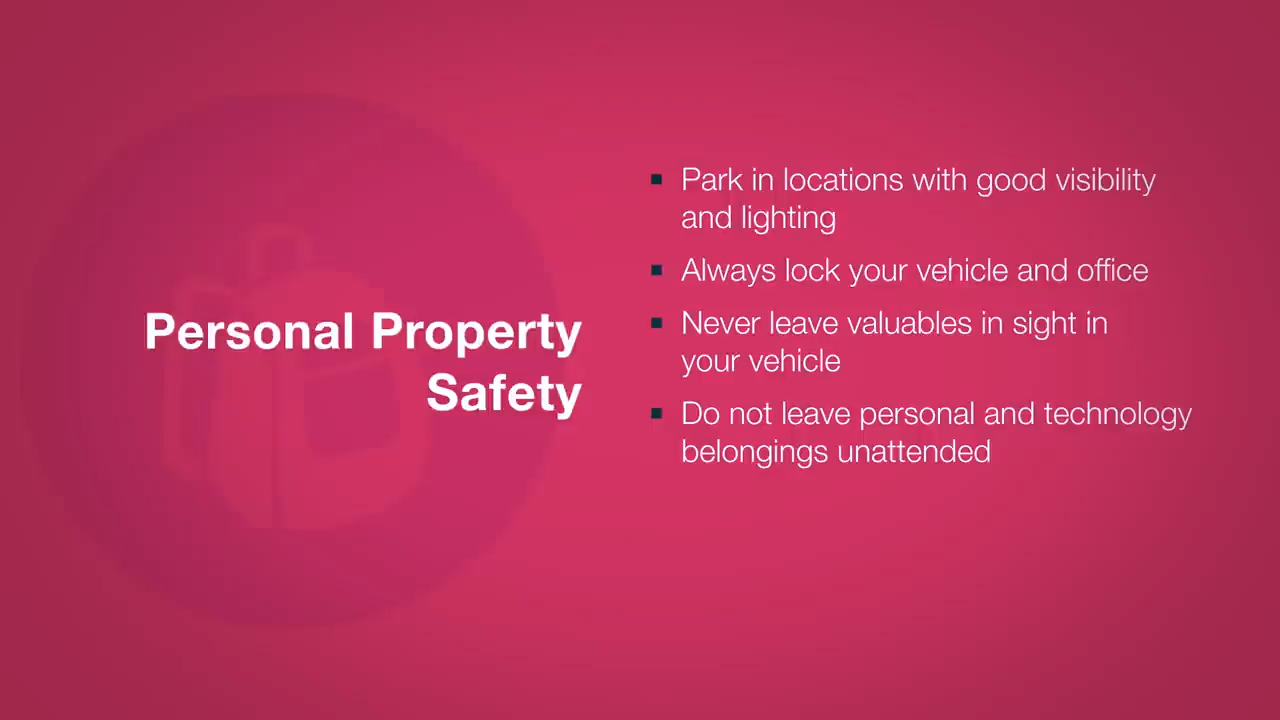 Personal Property
Safety
▪ Park in locations with good visibility
and lighting
▪ Always lock your vehicle and office
▪ Never leave valuables in sight in
your vehicle
▪ Do not leave personal and technology
belongings unattended